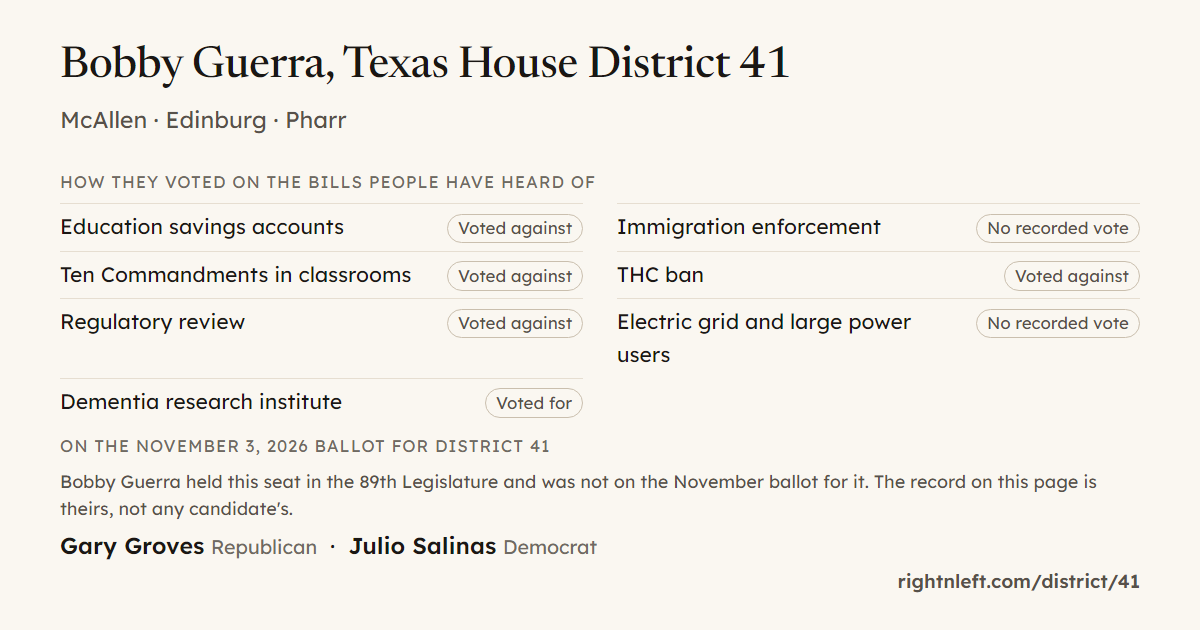 Bobby Guerra, Texas House District 41
McAllen · Edinburg · Pharr
HOW THEY VOTED ON THE BILLS PEOPLE HAVE HEARD OF
Education savings accounts Voted against
Immigration enforcement No recorded vote
Ten Commandments in classrooms Voted against
THC ban Voted against
Regulatory review Voted against
Electric grid and large power
users
No recorded vote
Dementia research institute Voted for
ON THE NOVEMBER 3, 2026 BALLOT FOR DISTRICT 41
Bobby Guerra held this seat in the 89th Legislature and was not on the November ballot for it. The record on this page is
theirs, not any candidate's.
Gary Groves Republican · Julio Salinas Democrat
rightnleft.com/district/41